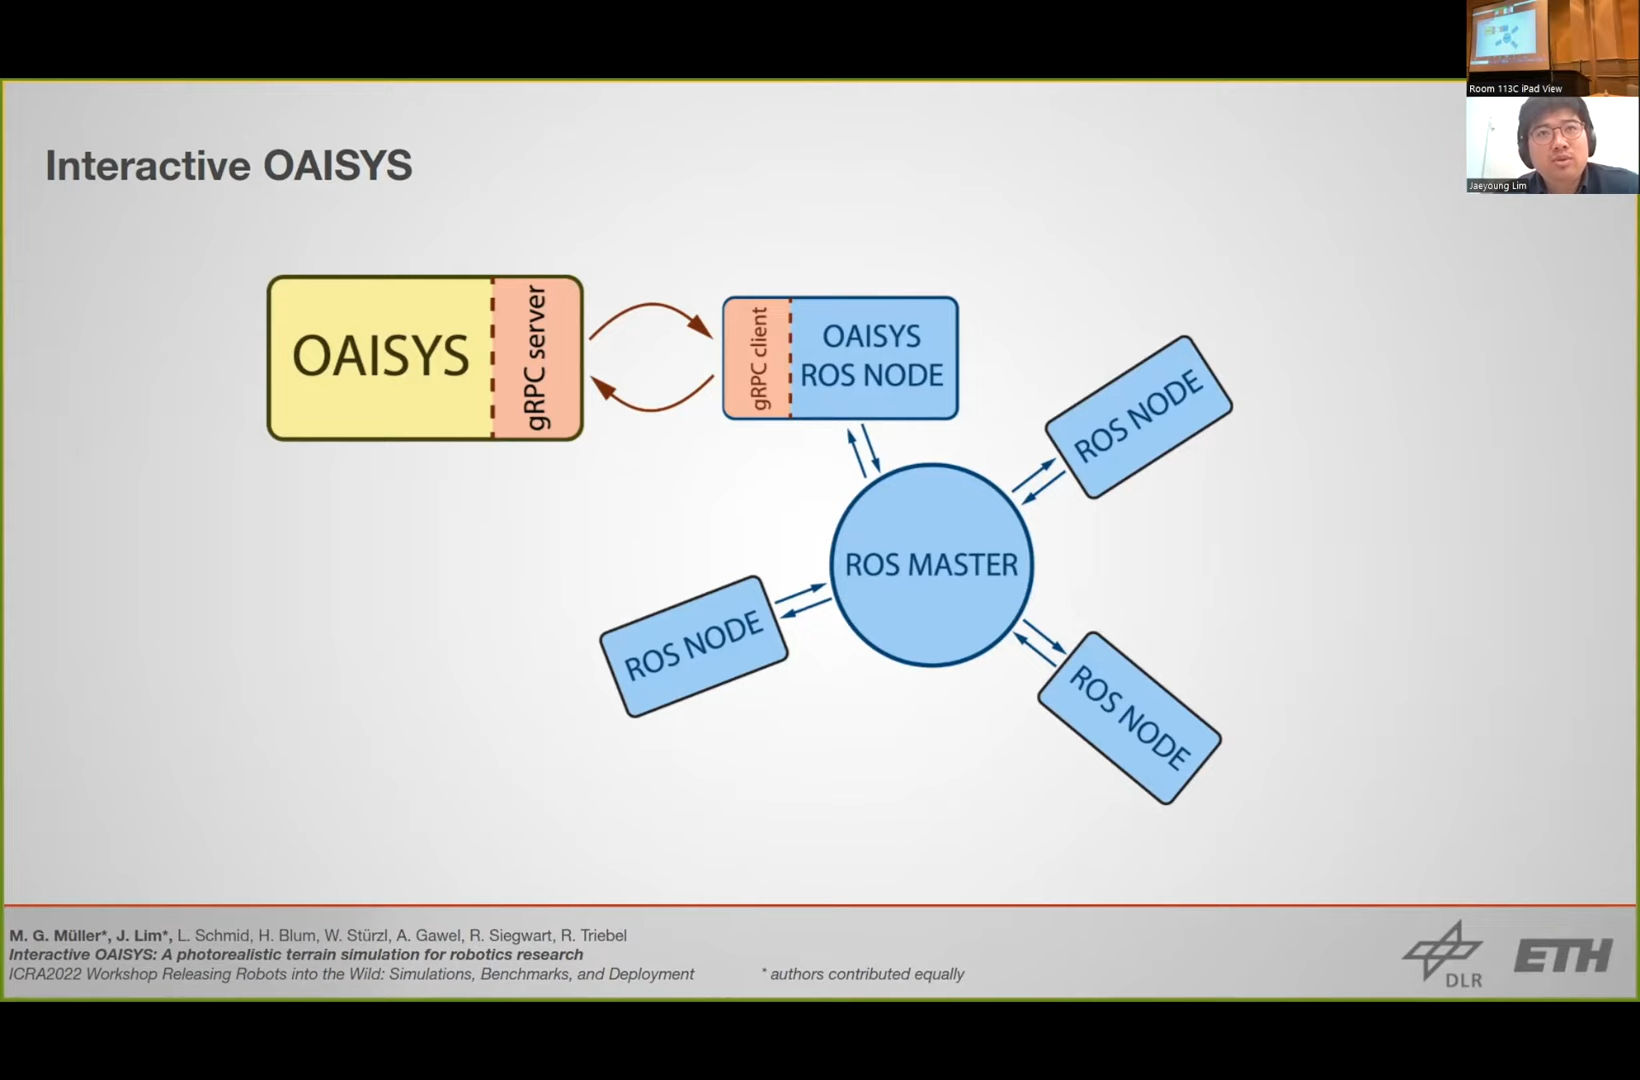 Room 113C iPad View
Jaeyoung Lim
Interactive OAISYS
OAISYS
gRPC server
gRPC client
OAISYS
ROS NODE
ROS NODE
ROS MASTER
ROS NODE
ROS NODE
M. G. Müller*, J. Lim*, L. Schmid, H. Blum, W. Stürzl, A. Gawel, R. Siegwart, R. Triebel
Interactive OAISYS: A photorealistic terrain simulation for robotics research
ICRA2022 Workshop Releasing Robots into the Wild: Simulations, Benchmarks, and Deployment
* authors contributed equally
DLR
ETH